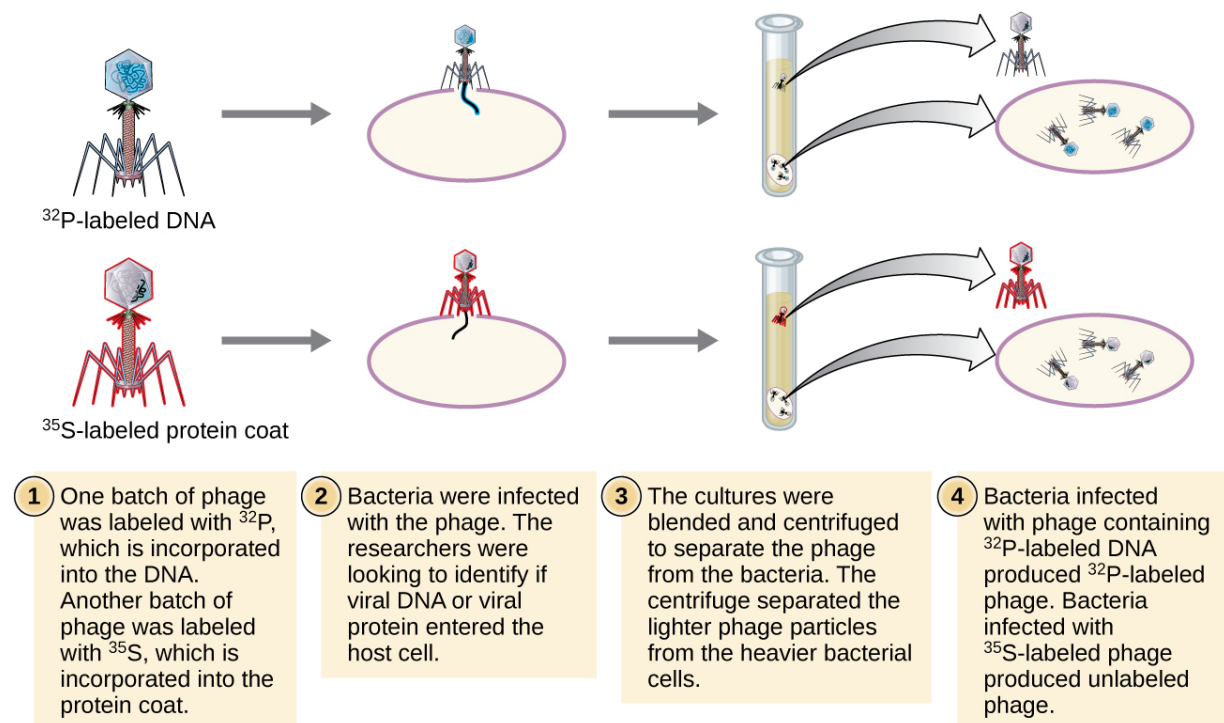 ³²P-labeled DNA
³⁵S-labeled protein coat
1 One batch of phage
was labeled with ³²P,
which is incorporated
into the DNA.
Another batch of
phage was labeled
with ³⁵S, which is
incorporated into the
protein coat.
2 Bacteria were infected
with the phage. The
researchers were
looking to identify if
viral DNA or viral
protein entered the
host cell.
3 The cultures were
blended and centrifuged
to separate the phage
from the bacteria. The
centrifuge separated the
lighter phage particles
from the heavier bacterial
cells.
4 Bacteria infected
with phage containing
³²P-labeled DNA
produced ³²P-labeled
phage. Bacteria
infected with
³⁵S-labeled phage
produced unlabeled
phage.